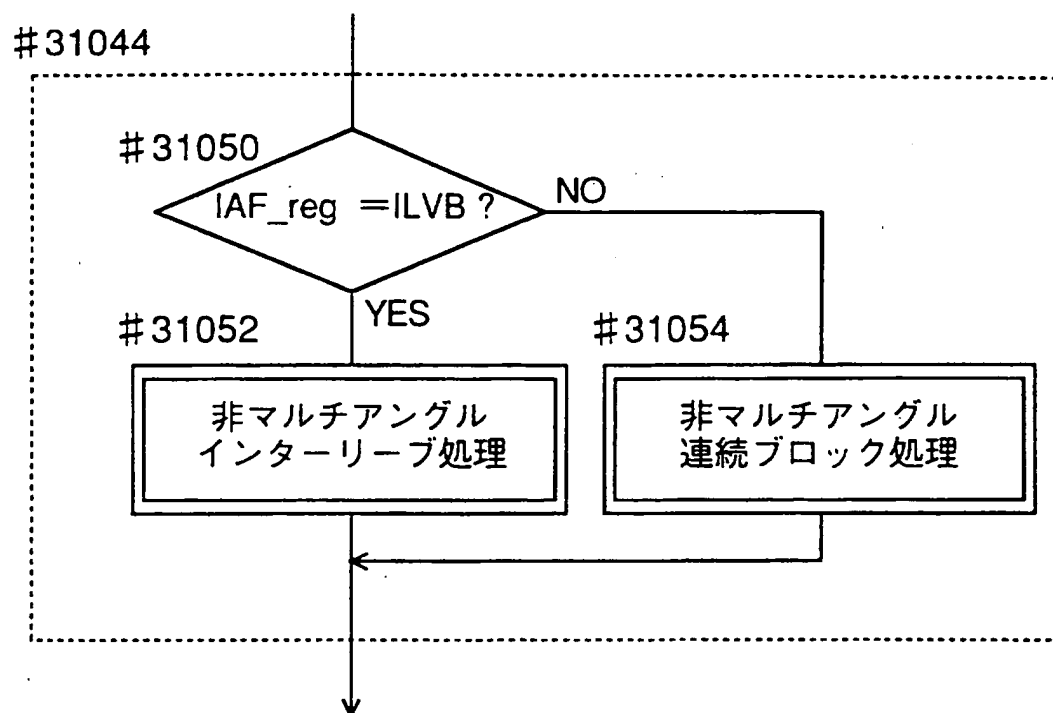 #31044
#31050
IAF_reg =ILVB ?
NO
YES
#31052
#31054
非マルチアングル
インターリーブ処理
非マルチアングル
連続ブロック処理